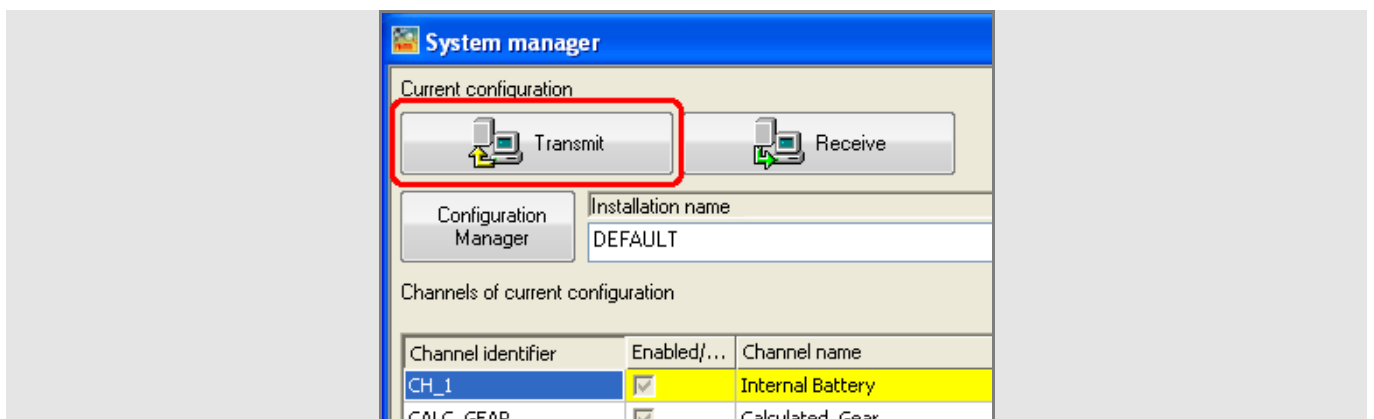 System manager
Current configuration
Transmit
Receive
Configuration
Manager
Installation name
DEFAULT
Channels of current configuration
Channel identifier
Enabled/...
Channel name
CH_1
Internal Battery
CALC_GEAR
Calculated_Gear